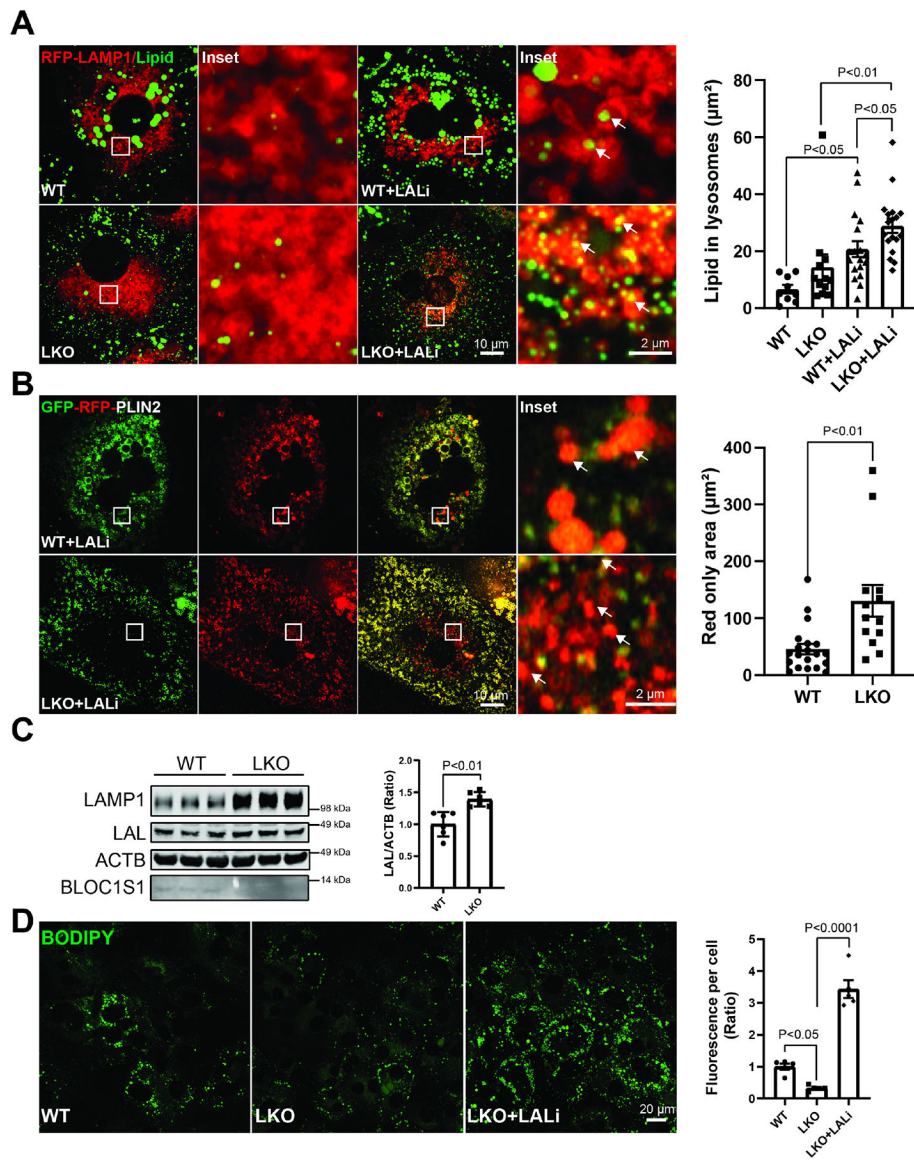 A
RFP-LAMP1/Lipid
Inset
Inset
WT
WT+LALi
LKO
LKO+LALi
10 µm
2 µm
Lipid in lysosomes (µm²)
80
60
40
20
0
P<0.01
P<0.05
P<0.05
WT
LKO
WT+LALi
LKO+LALi
B
GFP-RFP-PLIN2
Inset
WT+LALi
LKO+LALi
10 µm
2 µm
Red only area (µm²)
400
300
200
100
0
P<0.01
WT
LKO
C
WT
LKO
LAMP1
98 kDa
LAL
49 kDa
ACTB
49 kDa
BLOC1S1
14 kDa
LAL/ACTB (Ratio)
2.0
1.5
1.0
0.5
0.0
P<0.01
WT
LKO
D
BODIPY
WT
LKO
LKO+LALi
20 µm
Fluorescence per cell
(Ratio)
5
4
3
2
1
0
P<0.0001
P<0.05
WT
LKO
LKO+LALi